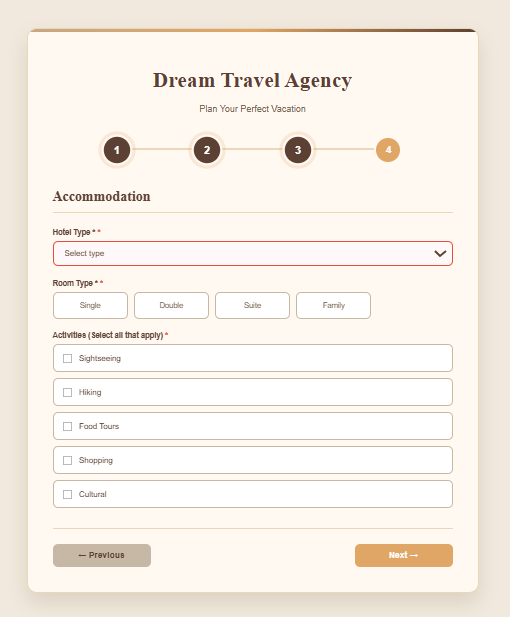 Dream Travel Agency
Plan Your Perfect Vacation
1 2 3 4
Accommodation
Hotel Type * *
Select type
Room Type * *
Single Double Suite Family
Activities (Select all that apply) *
Sightseeing
Hiking
Food Tours
Shopping
Cultural
← Previous Next →